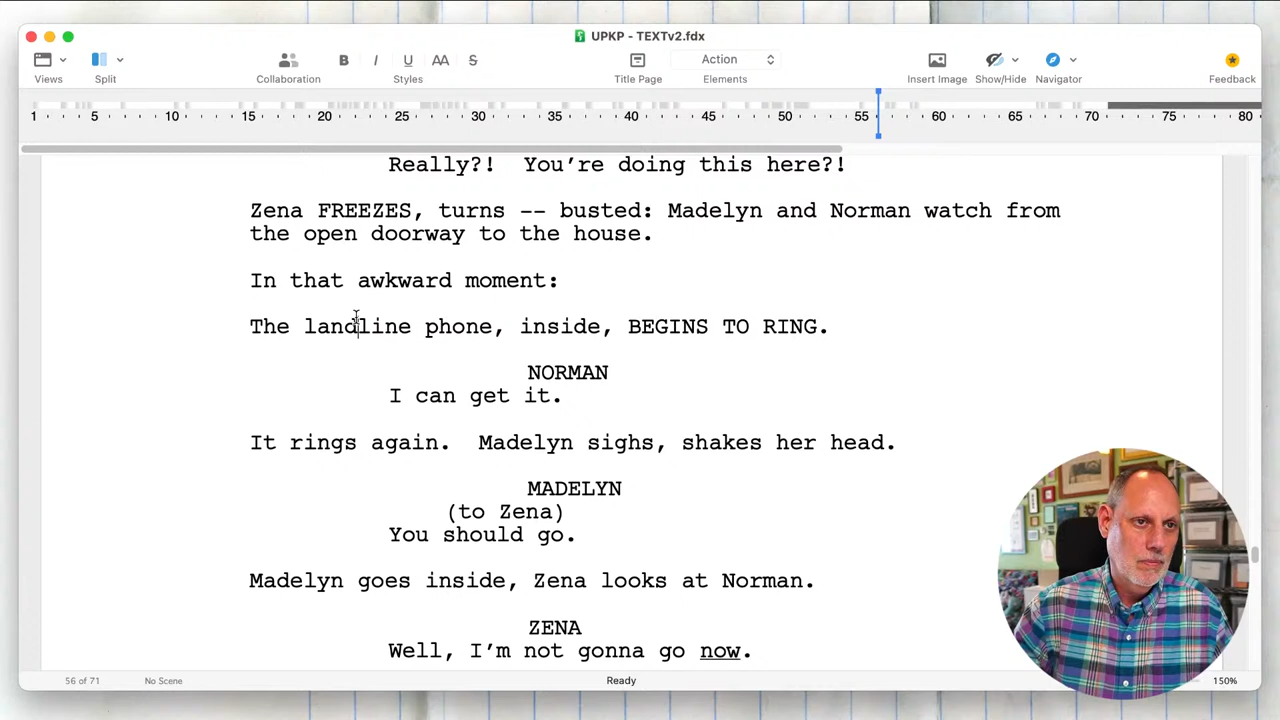 UPKP - TEXTv2.fdx
B I U AA S Action
Views Split Collaboration Styles Title Page Elements Insert Image Show/Hide Navigator Feedback
1 5 10 15 20 25 30 35 40 45 50 55 60 65 70 75 80
Really?!  You’re doing this here?!
Zena FREEZES, turns -- busted: Madelyn and Norman watch from
the open doorway to the house.
In that awkward moment:
The landline phone, inside, BEGINS TO RING.
NORMAN
I can get it.
It rings again.  Madelyn sighs, shakes her head.
MADELYN
(to Zena)
You should go.
Madelyn goes inside, Zena looks at Norman.
ZENA
Well, I’m not gonna go now.
56 of 71 No Scene Ready 150%